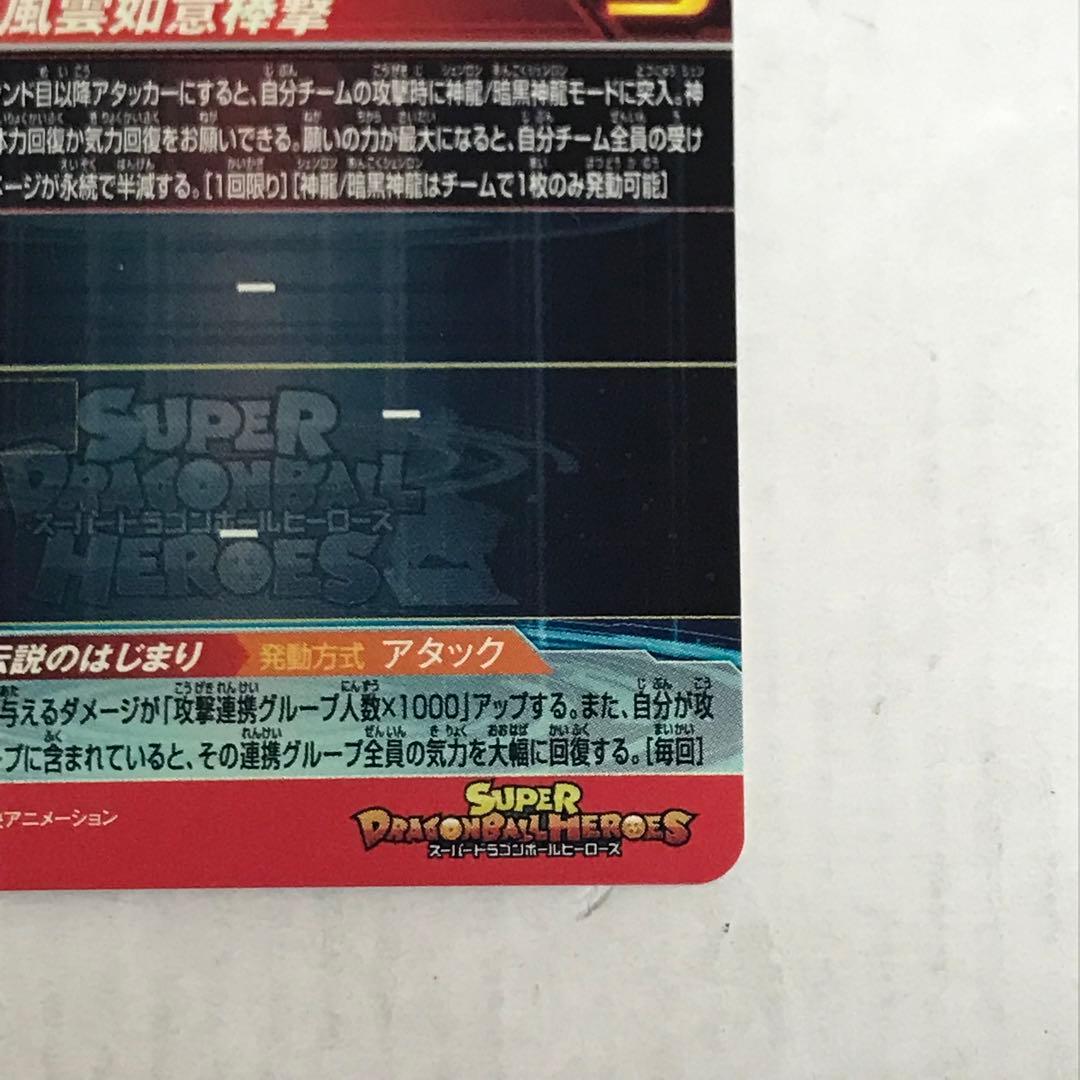 風雲如意棒撃
ンド目以降アタッカーにすると、自分チームの攻撃時に神龍/暗黒神龍モードに突入。神
体力回復か気力回復をお願いできる。願いの力が最大になると、自分チーム全員の受け
メージが永続で半減する。[1回限り][神龍/暗黒神龍はチームで1枚のみ発動可能]
ー
ー
SUPER
DRAGONBALL
スーパードラゴンボールヒーローズ
ー
HEROES
伝説のはじまり 発動方式 アタック
与えるダメージが「攻撃連携グループ人数×1000」アップする。また、自分が攻
プに含まれていると、その連携グループ全員の気力を大幅に回復する。[毎回]
アニメーション
SUPER
DRAGONBALL HEROES
スーパードラゴンボールヒーローズ